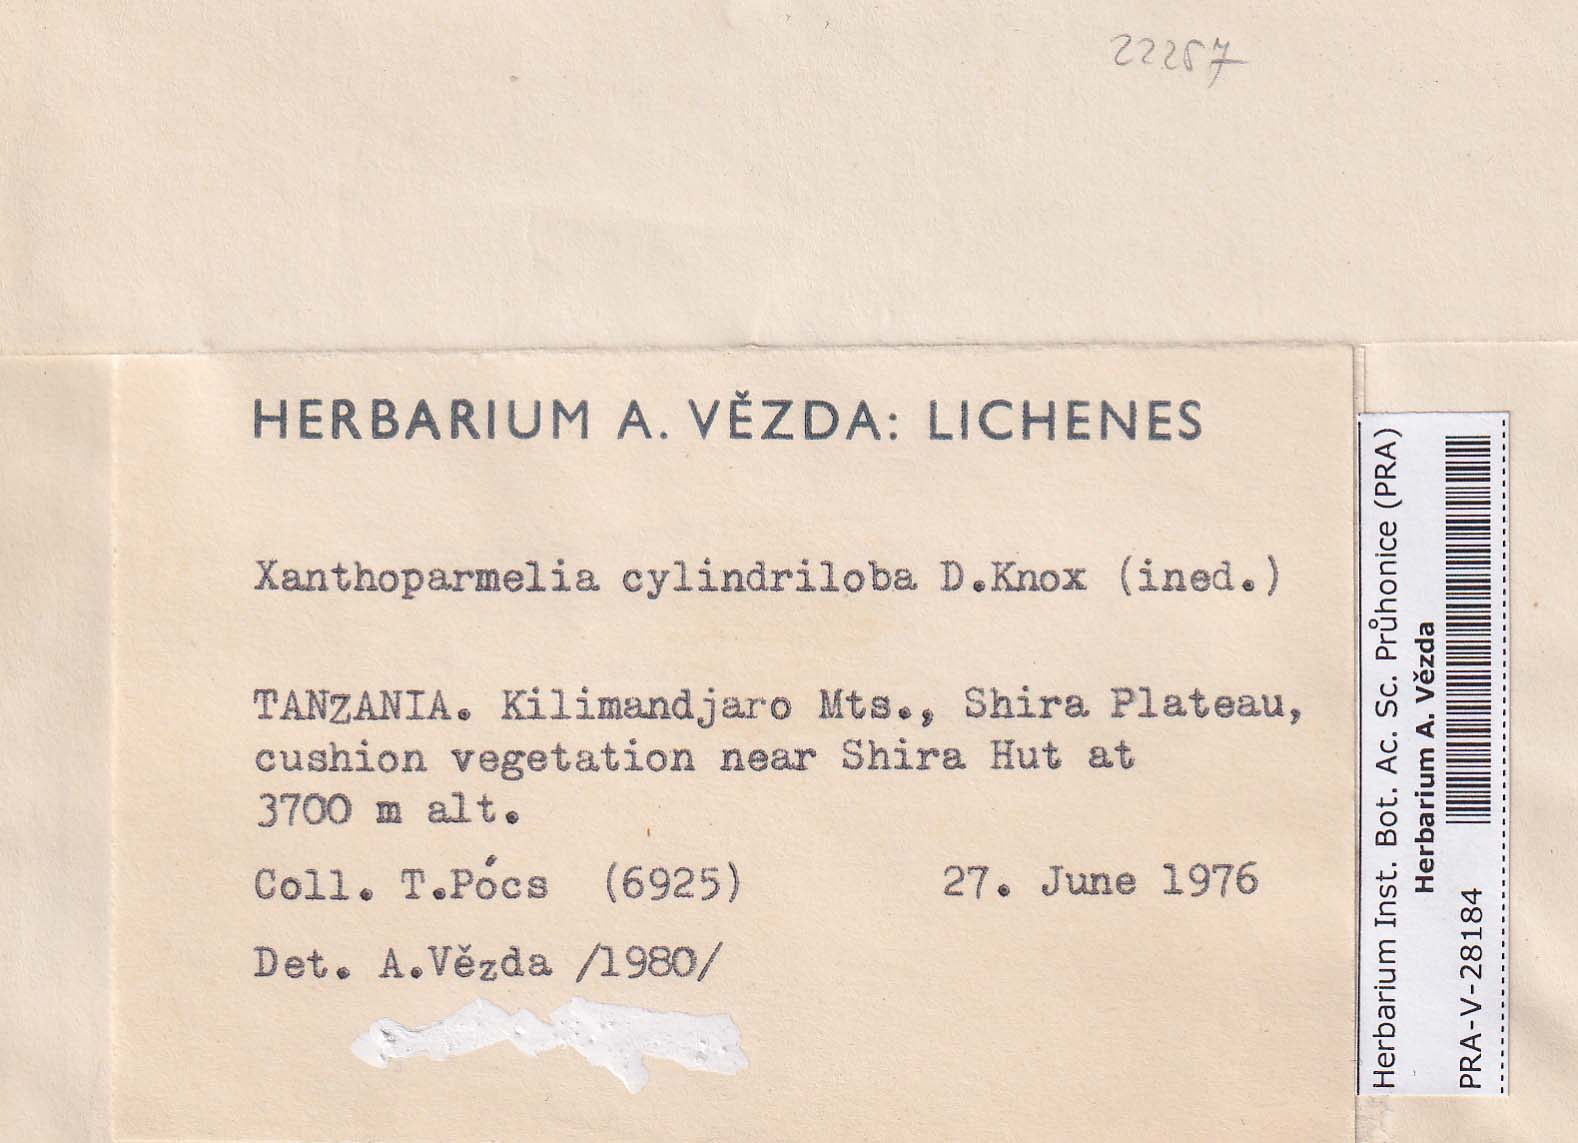 22257
HERBARIUM A. VĚZDA: LICHENES
Xanthoparmelia cylindriloba D.Knox (ined.)
TANZANIA. Kilimandjaro Mts., Shira Plateau,
cushion vegetation near Shira Hut at
3700 m alt.
Coll. T.Pócs (6925) 27. June 1976
Det. A.Vězda /1980/
Herbarium Inst. Bot. Ac. Sc. Průhonice (PRA)
Herbarium A. Vězda
PRA-V-28184